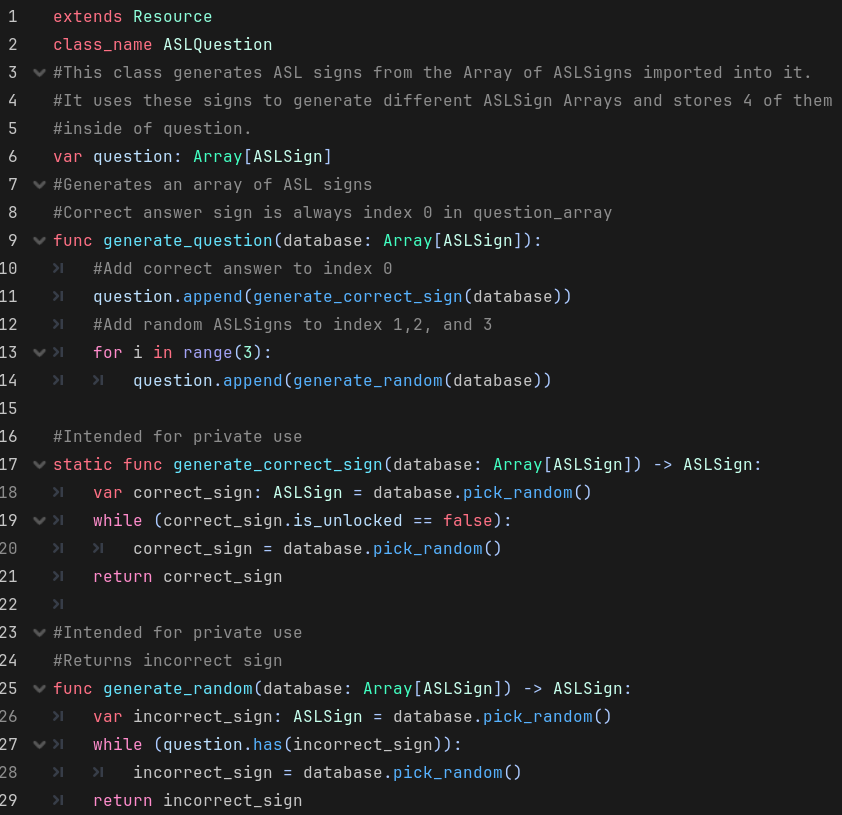 1 extends Resource
2 class_name ASLQuestion
3 #This class generates ASL signs from the Array of ASLSigns imported into it.
4 #It uses these signs to generate different ASLSign Arrays and stores 4 of them
5 #inside of question.
6 var question: Array[ASLSign]
7 #Generates an array of ASL signs
8 #Correct answer sign is always index 0 in question_array
9 func generate_question(database: Array[ASLSign]):
10 #Add correct answer to index 0
11 question.append(generate_correct_sign(database))
12 #Add random ASLSigns to index 1,2, and 3
13 for i in range(3):
14 question.append(generate_random(database))
15
16 #Intended for private use
17 static func generate_correct_sign(database: Array[ASLSign]) -> ASLSign:
18 var correct_sign: ASLSign = database.pick_random()
19 while (correct_sign.is_unlocked == false):
20 correct_sign = database.pick_random()
21 return correct_sign
22
23 #Intended for private use
24 #Returns incorrect sign
25 func generate_random(database: Array[ASLSign]) -> ASLSign:
26 var incorrect_sign: ASLSign = database.pick_random()
27 while (question.has(incorrect_sign)):
28 incorrect_sign = database.pick_random()
29 return incorrect_sign